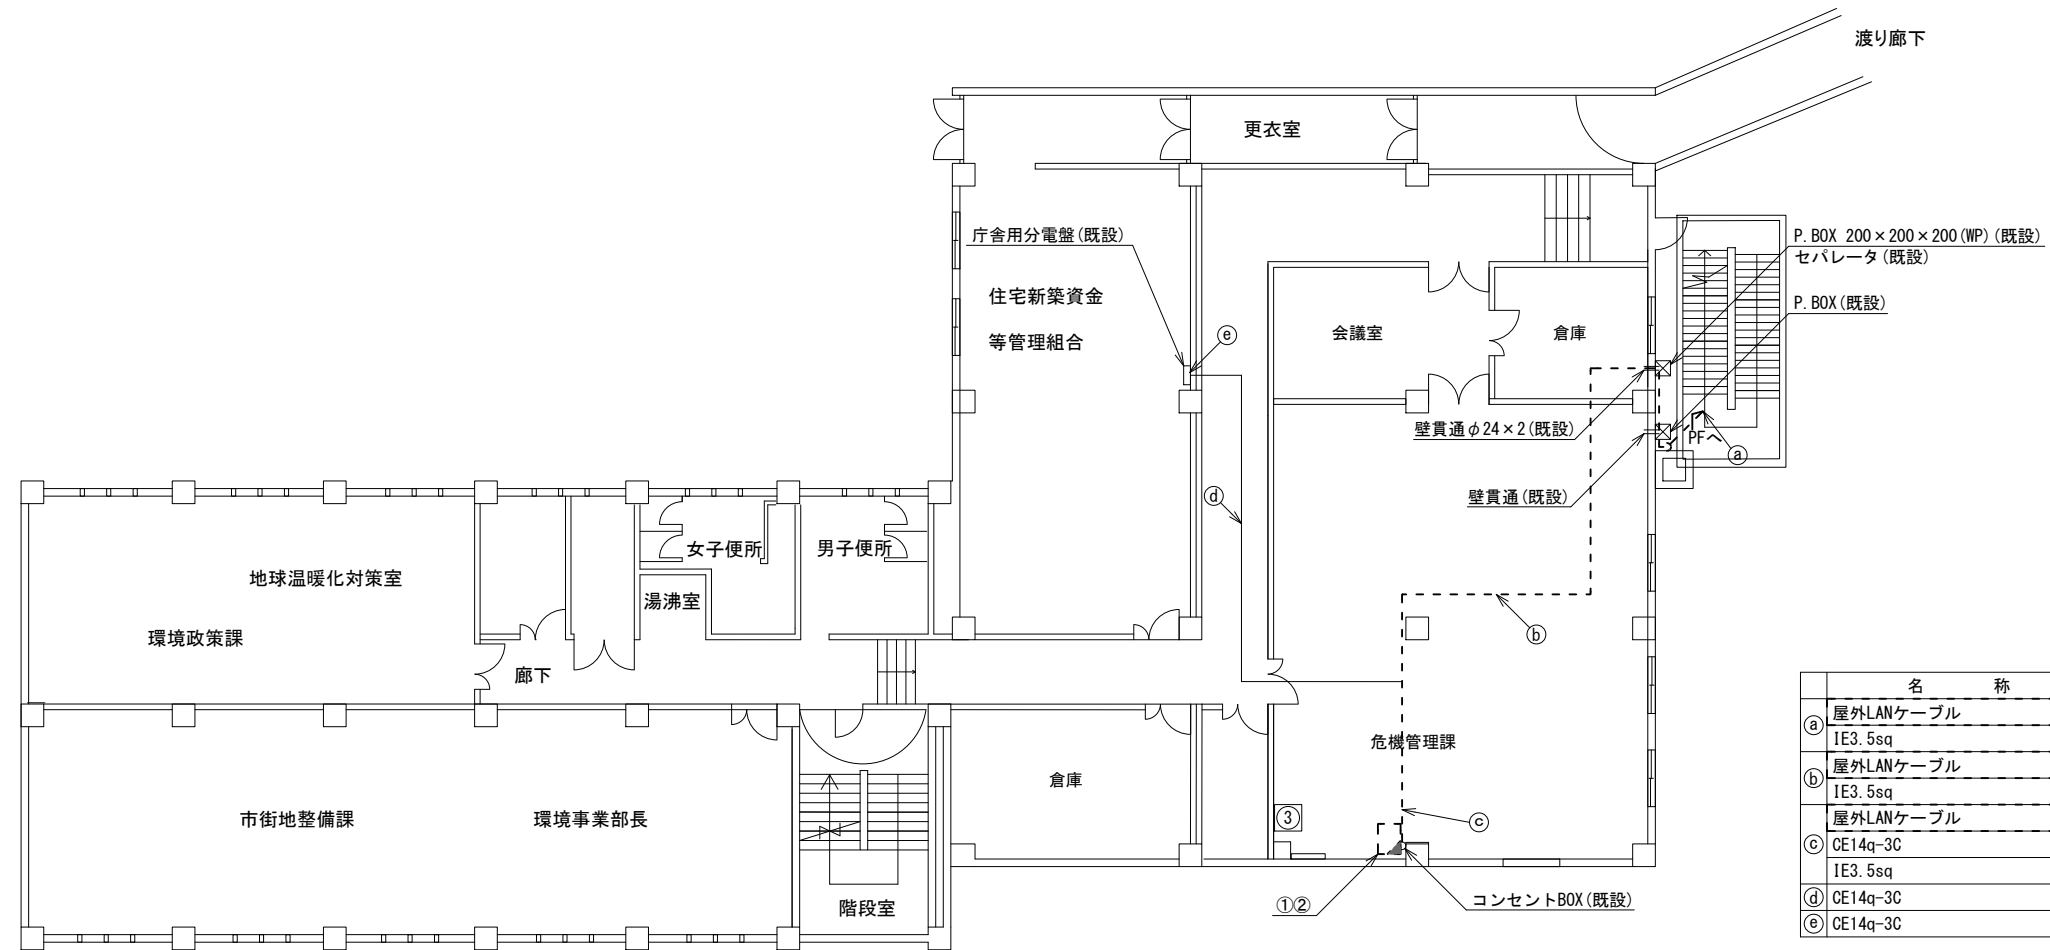 渡り廊下
更衣室
庁舎用分電盤(既設)
P.BOX 200×200×200(WP)(既設)
セパレータ(既設)
住宅新築資金
等管理組合
P.BOX(既設)
ⓔ
会議室
倉庫
壁貫通φ24×2(既設)
PFへ
ⓐ
ⓓ
壁貫通(既設)
女子便所
男子便所
地球温暖化対策室
湯沸室
環境政策課
ⓑ
廊下
危機管理課
倉庫
市街地整備課
環境事業部長
③
ⓒ
階段室
①②
コンセントBOX(既設)
名 称
ⓐ 屋外LANケーブル
IE3.5sq
ⓑ 屋外LANケーブル
IE3.5sq
屋外LANケーブル
ⓒ CE14q-3C
IE3.5sq
ⓓ CE14q-3C
ⓔ CE14q-3C